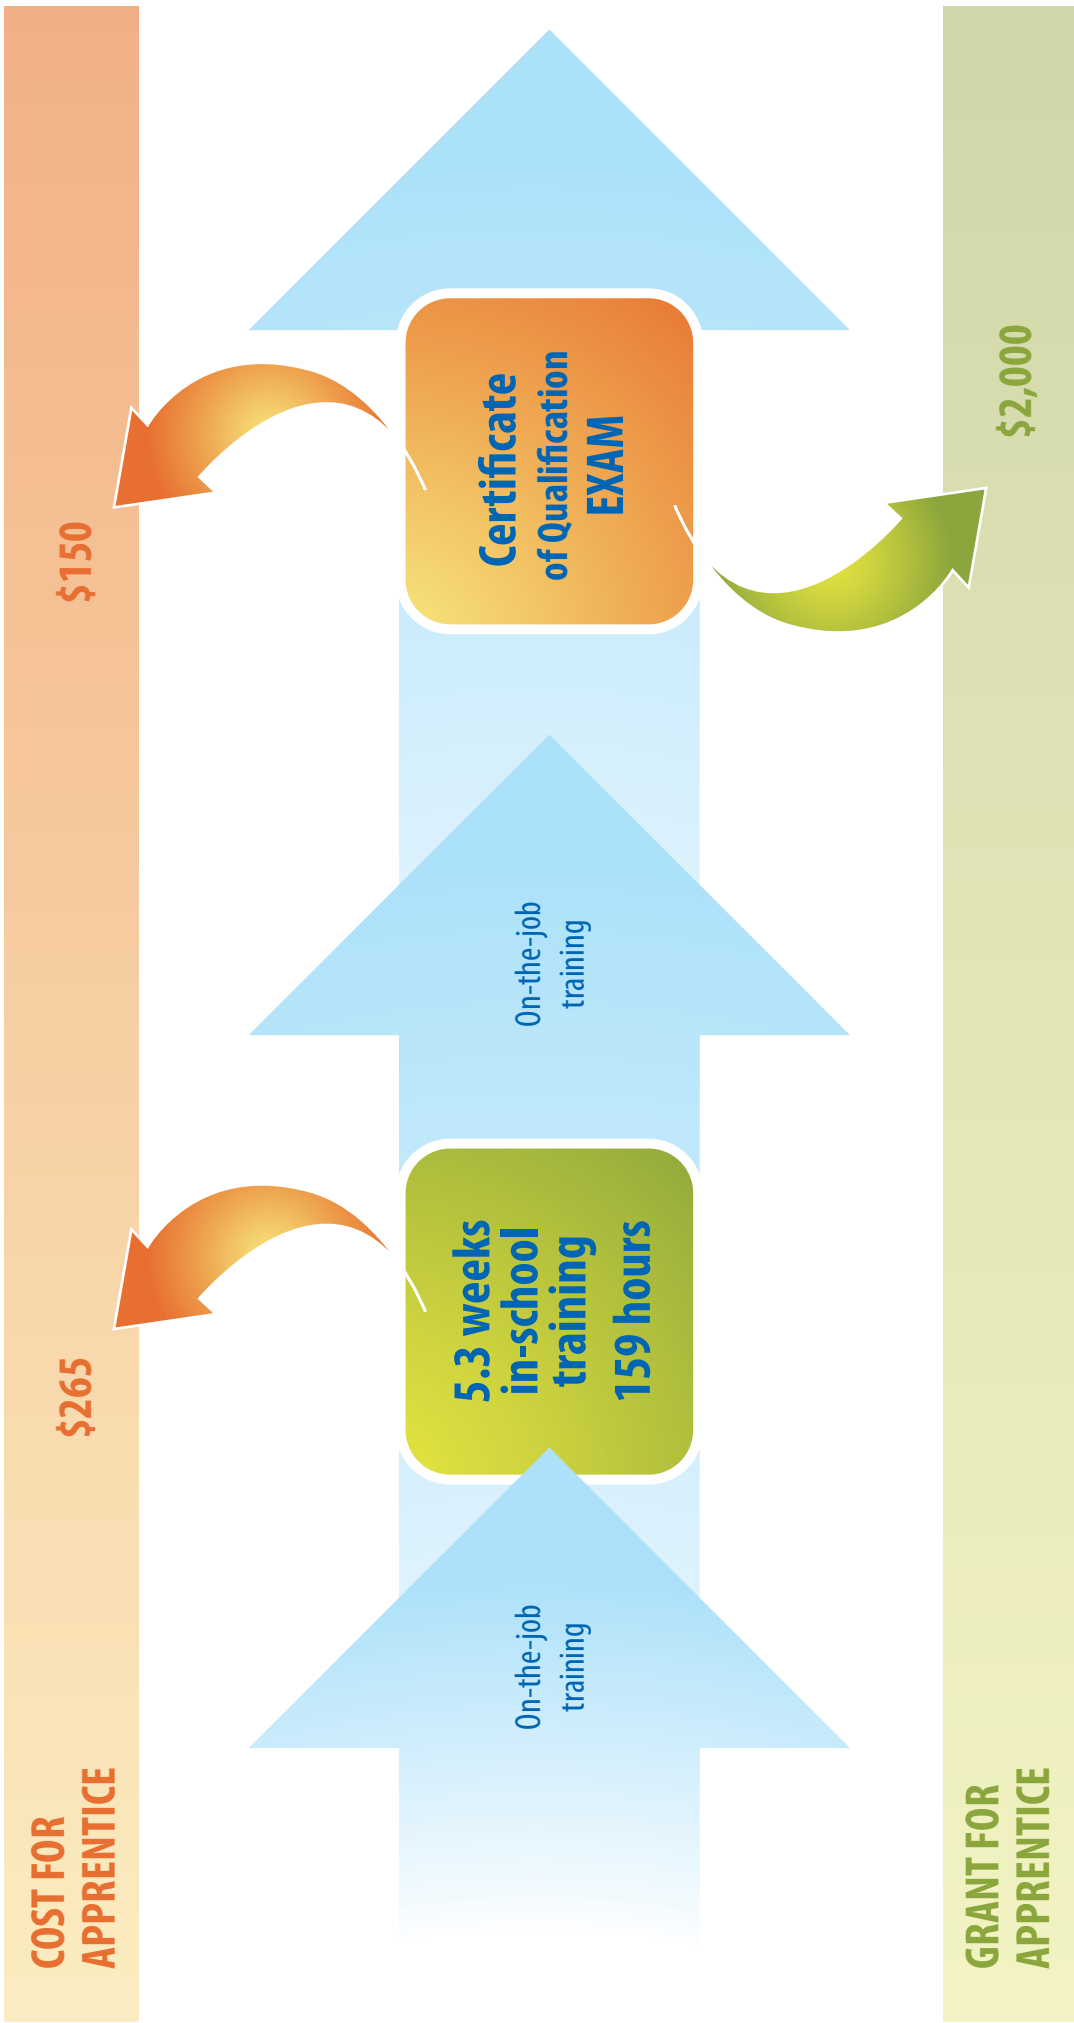 COST FOR
APPRENTICE
$265
$150
On-the-job
training
5.3 weeks
in-school
training
159 hours
On-the-job
training
Certificate
of Qualification
EXAM
GRANT FOR
APPRENTICE
$2,000